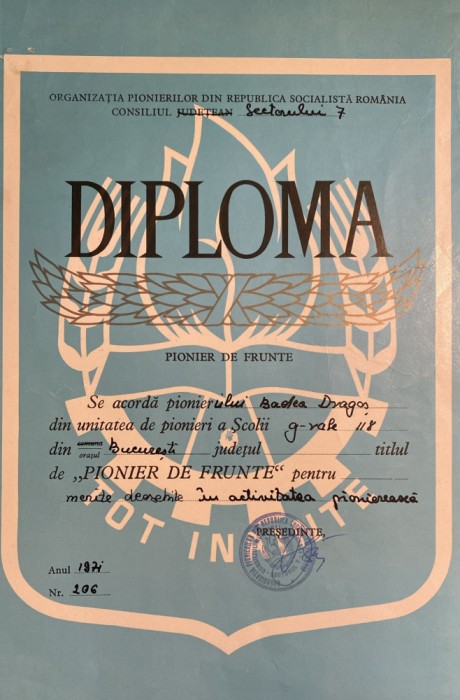 ORGANIZAȚIA PIONIERILOR DIN REPUBLICA SOCIALISTĂ ROMÂNIA
CONSILIUL JUDEȚEAN Sectorului 7
DIPLOMA
PIONIER DE FRUNTE
Se acordă pionierului Badea Dragoș
din unitatea de pionieri a Școlii g-rale 118
din comuna orașul București județul titlul
de „PIONIER DE FRUNTE“ pentru
merite deosebite în activitatea pionierească
TOT ÎNAINTE
PREȘEDINTE,
Anul 1971
Nr. 206